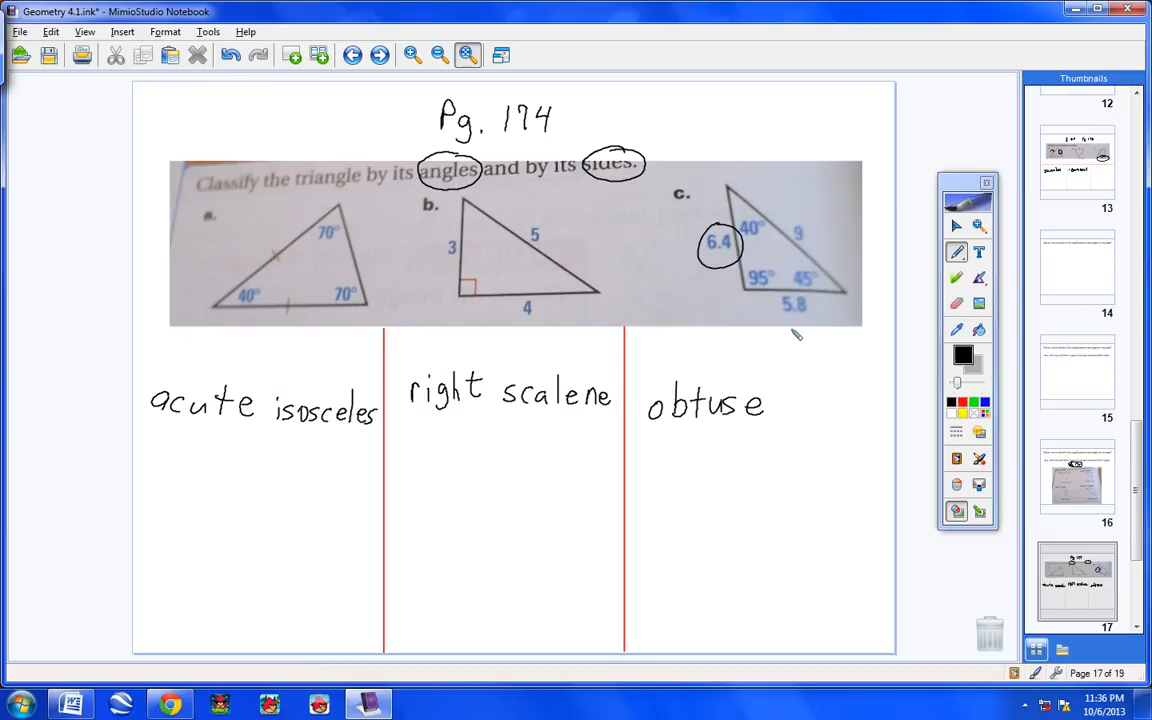 Geometry 4.1.ink* - MimioStudio Notebook
File Edit View Insert Format Tools Help
Thumbnails
12
13
14
15
16
17
Pg. 174
Classify the triangle by its angles and by its sides.
a.
70°
40°
70°
b.
3
5
4
c.
6.4
40°
9
95°
45°
5.8
acute isosceles
right scalene
obtuse
T
Page 17 of 19
11:36 PM
10/6/2013